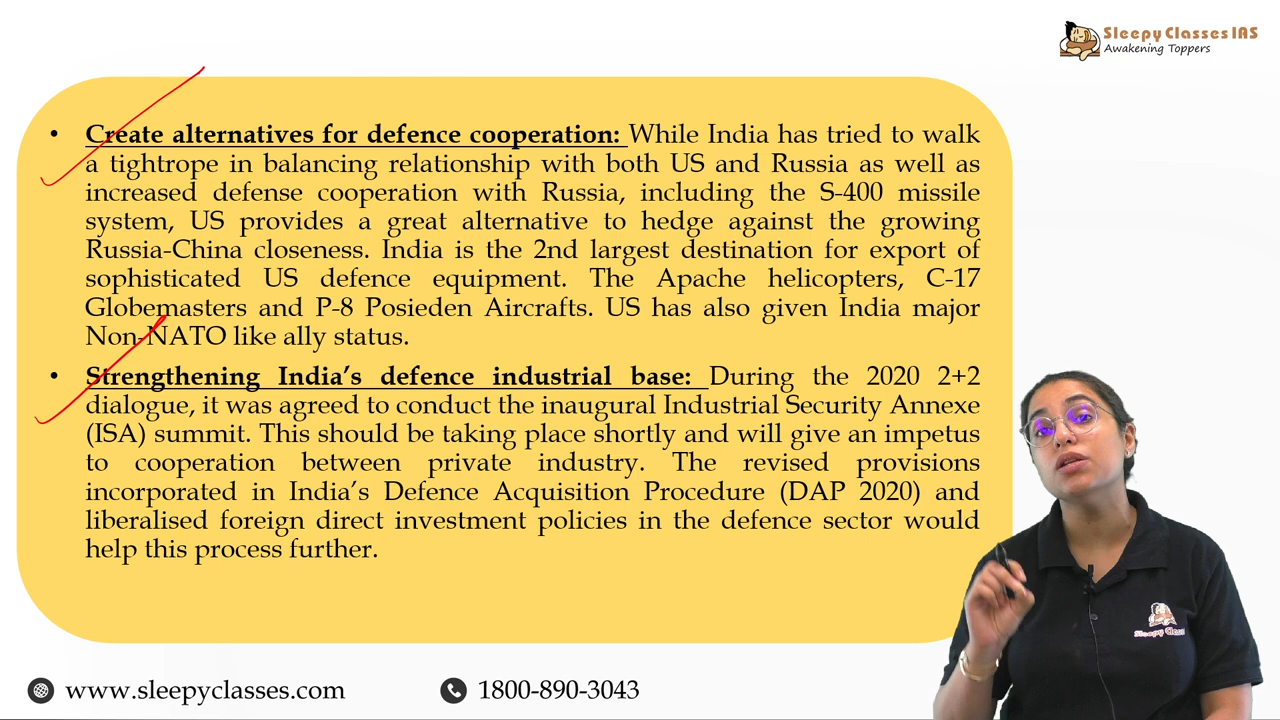 Sleepy Classes IAS
Awakening Toppers
• Create alternatives for defence cooperation: While India has tried to walk
a tightrope in balancing relationship with both US and Russia as well as
increased defense cooperation with Russia, including the S-400 missile
system, US provides a great alternative to hedge against the growing
Russia-China closeness. India is the 2nd largest destination for export of
sophisticated US defence equipment. The Apache helicopters, C-17
Globemasters and P-8 Posieden Aircrafts. US has also given India major
Non-NATO like ally status.
• Strengthening India’s defence industrial base: During the 2020 2+2
dialogue, it was agreed to conduct the inaugural Industrial Security Annexe
(ISA) summit. This should be taking place shortly and will give an impetus
to cooperation between private industry. The revised provisions
incorporated in India’s Defence Acquisition Procedure (DAP 2020) and
liberalised foreign direct investment policies in the defence sector would
help this process further.
Sleepy Class
www.sleepyclasses.com
1800-890-3043